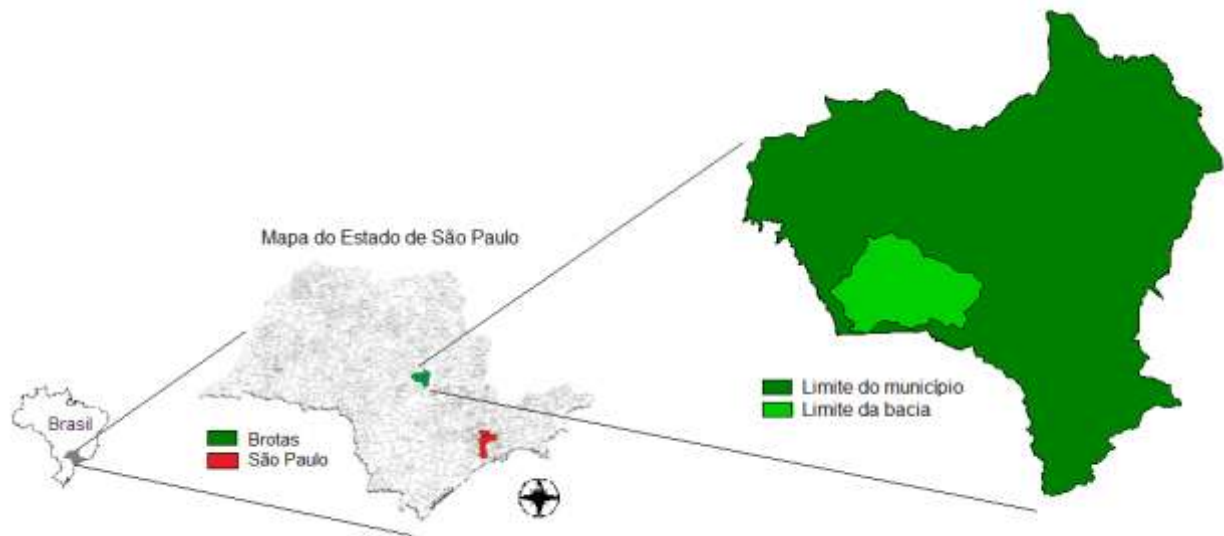 Mapa do Estado de São Paulo
Brasil
Brotas
São Paulo
Limite do município
Limite da bacia